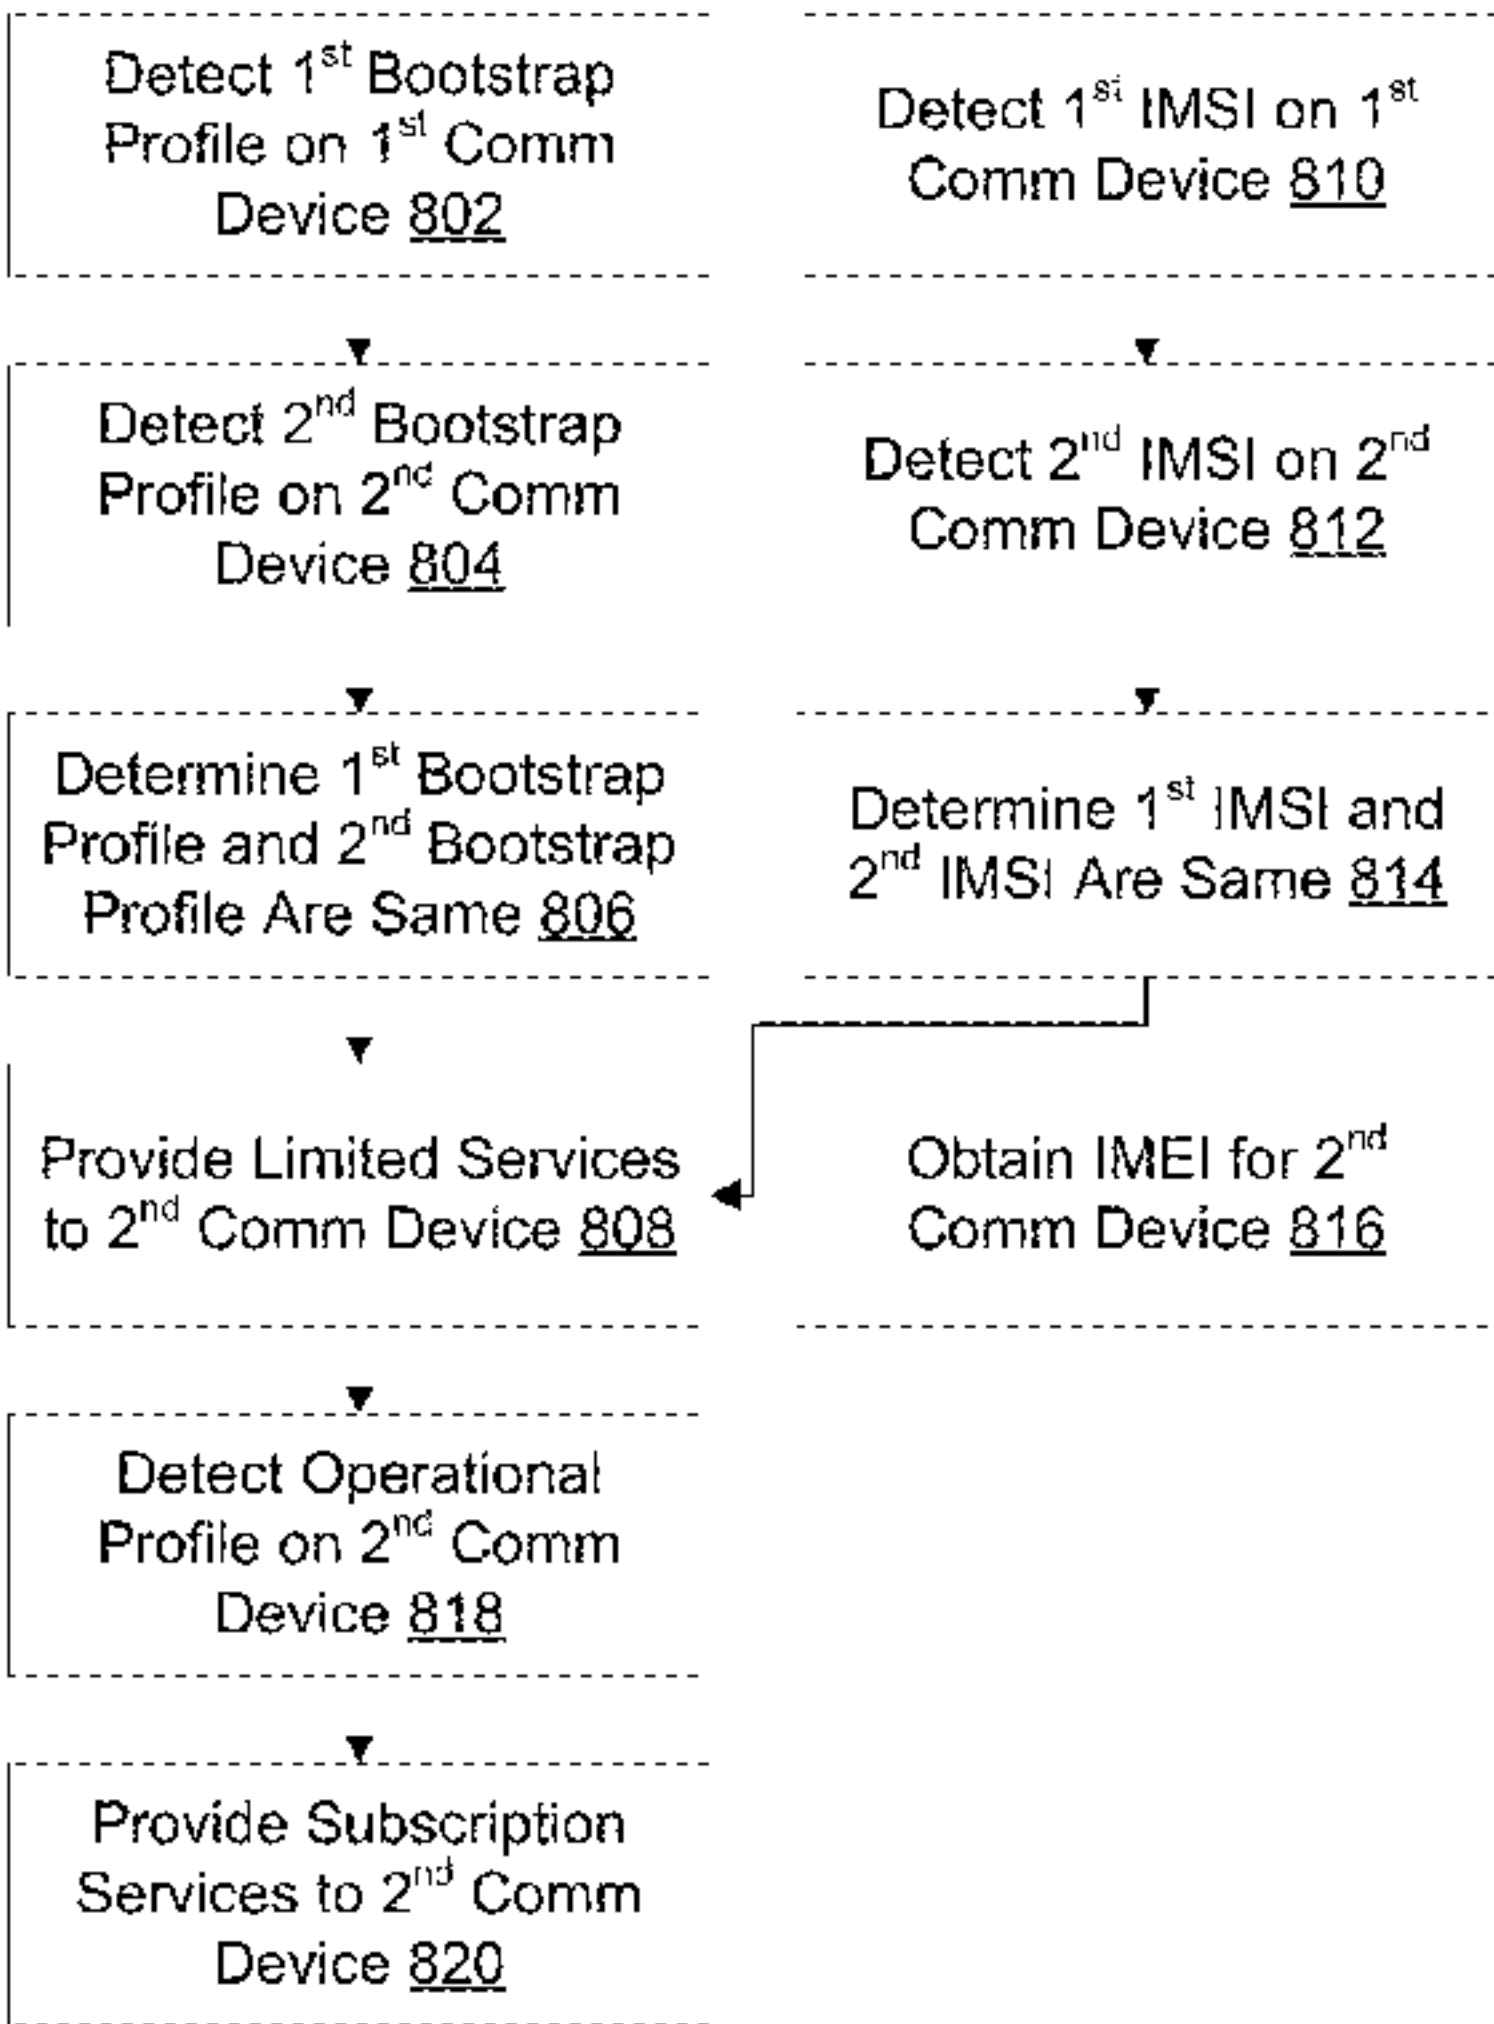 Detect 1st Bootstrap
Profile on 1st Comm
Device 802
Detect 2nd Bootstrap
Profile on 2nd Comm
Device 804
Determine 1st Bootstrap
Profile and 2nd Bootstrap
Profile Are Same 806
Provide Limited Services
to 2nd Comm Device 808
Detect Operational
Profile on 2nd Comm
Device 818
Provide Subscription
Services to 2nd Comm
Device 820
Detect 1st IMSI on 1st
Comm Device 810
Detect 2nd IMSI on 2nd
Comm Device 812
Determine 1st IMSI and
2nd IMSI Are Same 814
Obtain IMEI for 2nd
Comm Device 816